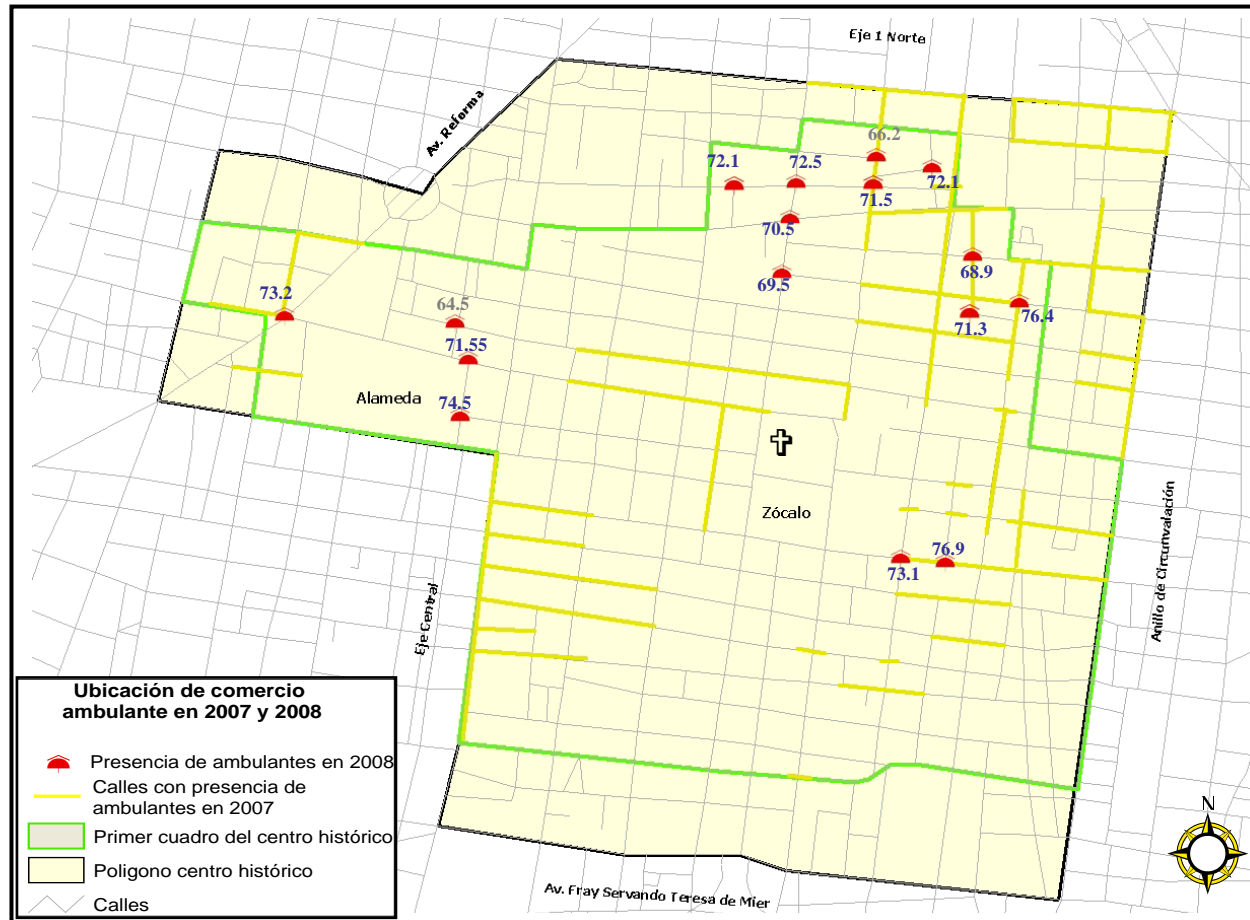 Eje 1 Norte
Av. Reforma
66.2
72.1
72.5
72.1
71.5
70.5
68.9
69.5
76.4
71.3
73.2
64.5
71.55
Alameda
74.5
Zócalo
Anillo de Circunvalación
76.9
73.1
Eje Central
Ubicación de comercio
ambulante en 2007 y 2008
Presencia de ambulantes en 2008
Calles con presencia de
ambulantes en 2007
Primer cuadro del centro histórico
Poligono centro histórico
Calles
N
Av. Fray Servando Teresa de Mier